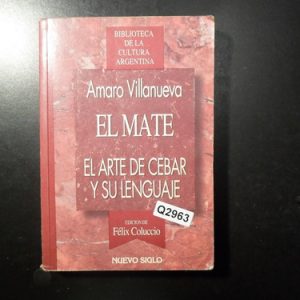 BIBLIOTECA
DE LA
CULTURA
ARGENTINA
Amaro Villanueva
EL MATE
EL ARTE DE CEBAR
Y SU LENGUAJE
Q2963
EDICION DE
Félix Coluccio
NUEVO SIGLO